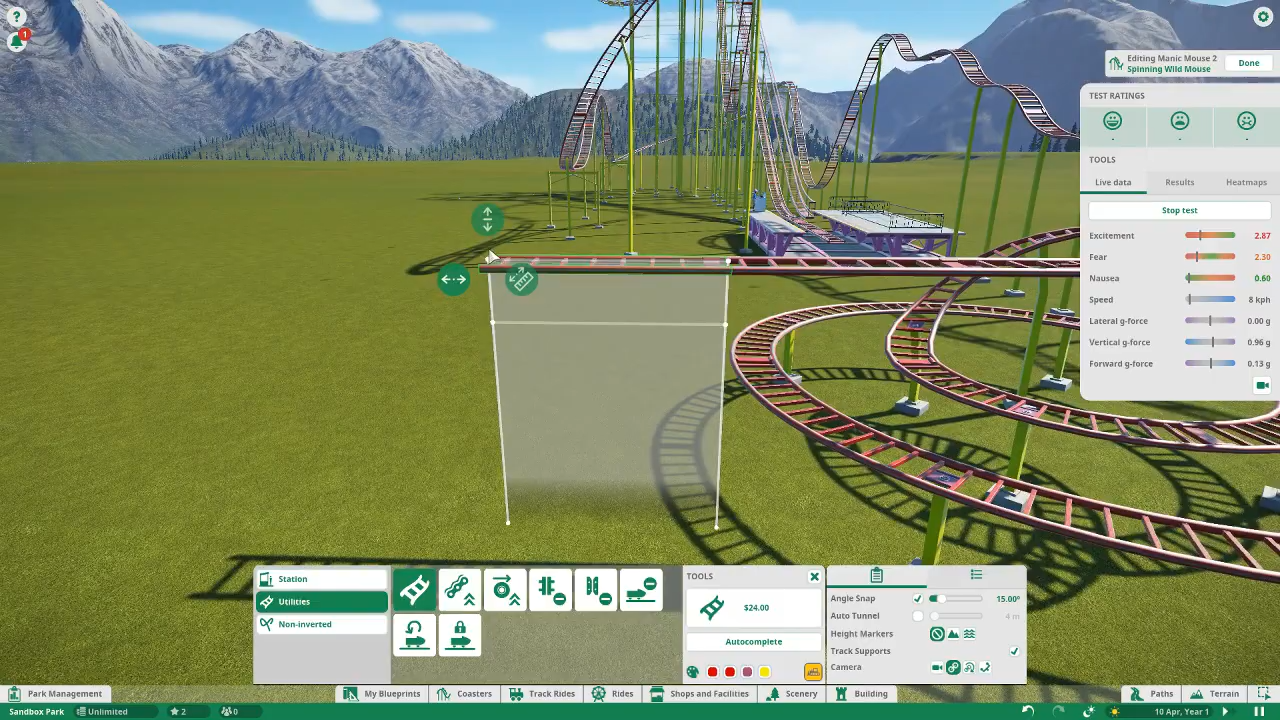 ?
1
Editing Manic Mouse 2
Spinning Wild Mouse
Done
TEST RATINGS
- - -
TOOLS
Live data Results Heatmaps
Stop test
Excitement 2.87
Fear 2.30
Nausea 0.60
Speed 8 kph
Lateral g-force 0.00 g
Vertical g-force 0.96 g
Forward g-force 0.13 g
Station
Utilities
Non-inverted
TOOLS
$24.00
Autocomplete
Angle Snap 15.00°
Auto Tunnel 4 m
Height Markers
Track Supports
Camera
Park Management
My Blueprints
Coasters
Track Rides
Rides
Shops and Facilities
Scenery
Building
Paths
Terrain
Sandbox Park
Unlimited
2
0
10 Apr, Year 1